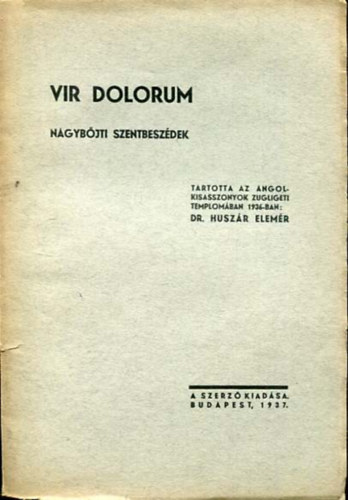 VIR DOLORUM
NAGYBÖJTI SZENTBESZÉDEK
TARTOTTA AZ ANGOL-
KISASSZONYOK ZUGLIGETI
TEMPLOMÁBAN 1936-BAN:
DR. HUSZÁR ELEMÉR
A SZERZŐ KIADÁSA.
BUDAPEST, 1937.